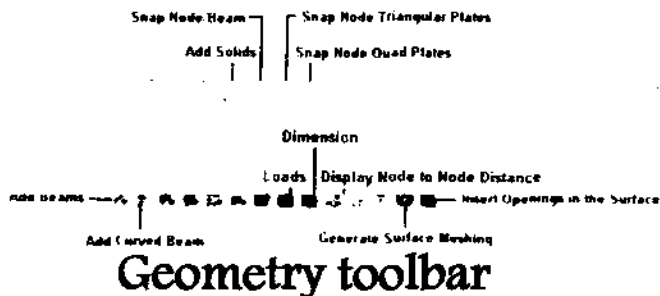 Snap Node Beam
Snap Node Triangular Plates
Add Solids
Snap Node Quad Plates
Dimension
Loads
Display Node to Node Distance
Add Beams
Insert Openings in the Surface
Add Curved Beam
Generate Surface Meshing
Geometry toolbar